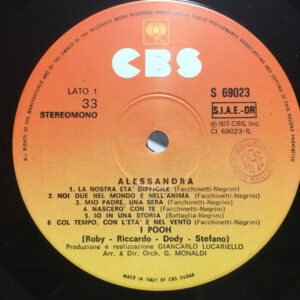 CBS
LATO 1
33
STEREOMONO
S 69023
S.I.A.E.-DR
℗ 1972 CBS, Inc.
CI 69023-1L
ALESSANDRA
1. LA NOSTRA ETA' DIFFICILE (Facchinetti-Negrini)
2. NOI DUE NEL MONDO E NELL'ANIMA (Facchinetti-Negrini)
3. MIO PADRE, UNA SERA (Facchinetti-Negrini)
4. NASCERO' CON TE (Facchinetti-Negrini)
5. IO IN UNA STORIA (Battaglia-Negrini)
6 COL TEMPO, CON L'ETA' E NEL VENTO (Facchinetti-Negrini)
I POOH
(Roby - Riccardo - Dody - Stefano)
Produzione e realizzazione GIANCARLO LUCARIELLO
Arr. & Dir. Orch. G. MONALDI
MADE IN ITALY BY CBS SUGAR